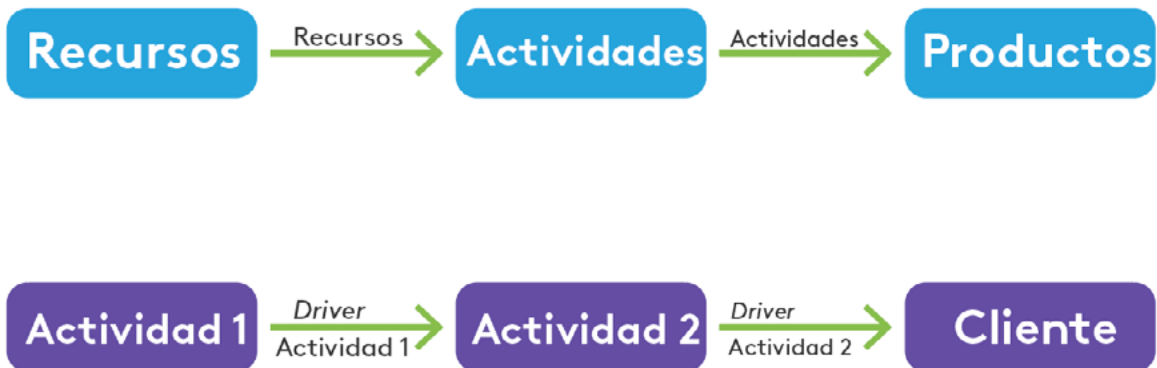 Recursos
Recursos
Actividades
Actividades
Productos
Actividad 1
Driver
Actividad 1
Actividad 2
Driver
Actividad 2
Cliente